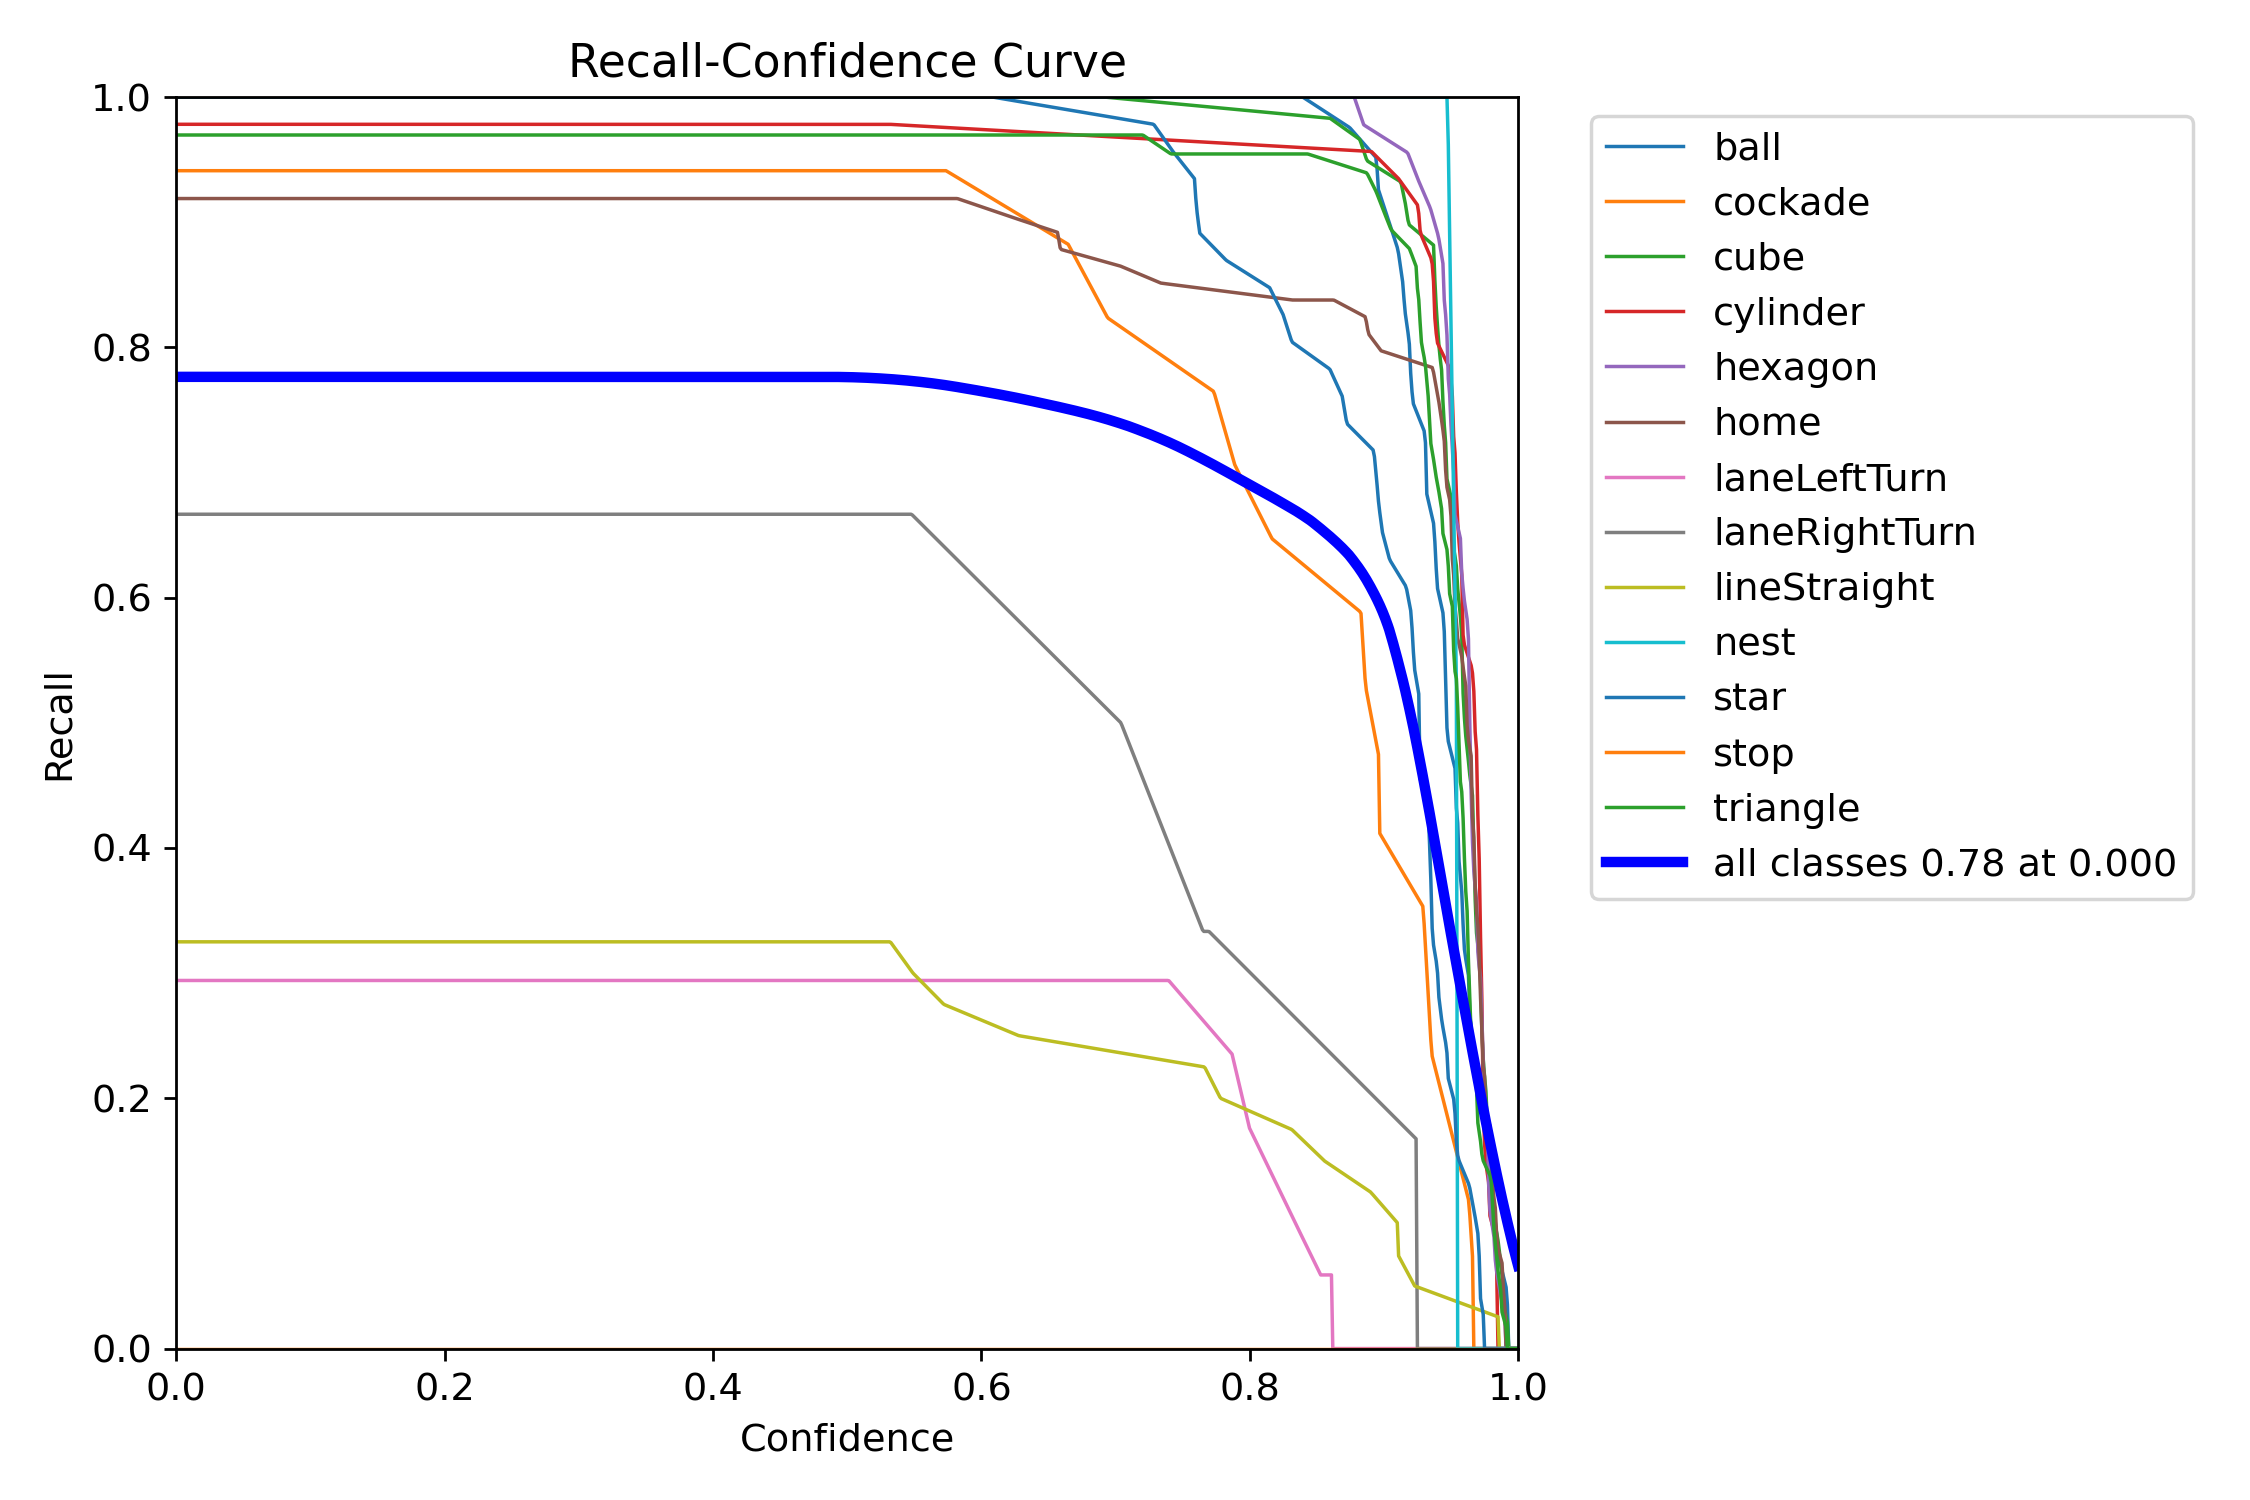 Recall-Confidence Curve
1.0
0.8
0.6
0.4
0.2
0.0
Recall
0.0 0.2 0.4 0.6 0.8 1.0
Confidence
ball
cockade
cube
cylinder
hexagon
home
laneLeftTurn
laneRightTurn
lineStraight
nest
star
stop
triangle
all classes 0.78 at 0.000